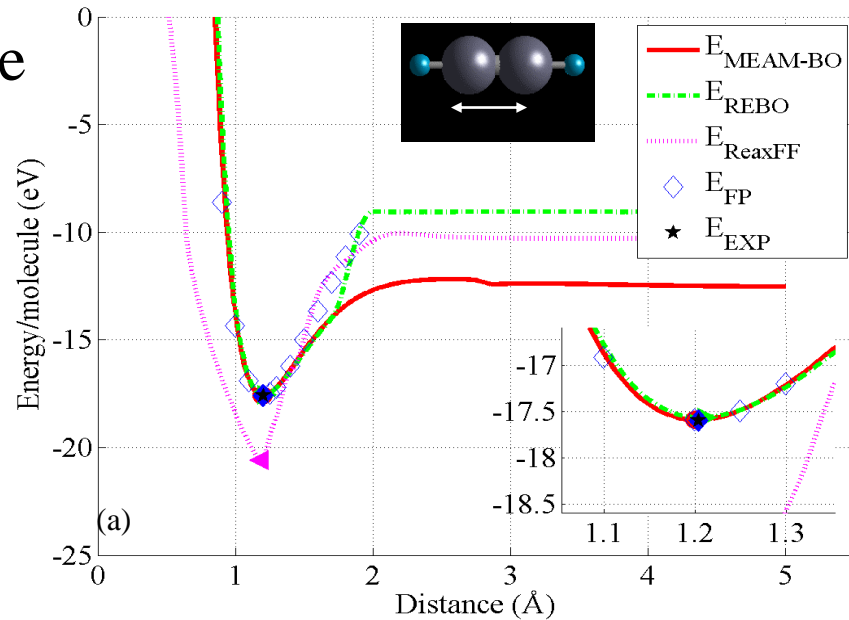 e
0
-5
-10
-15
-20
-25
Energy/molecule (eV)
0 1 2 3 4 5
Distance (Å)
(a)
E_MEAM-BO
E_REBO
E_ReaxFF
E_FP
E_EXP
-17
-17.5
-18
-18.5
1.1 1.2 1.3